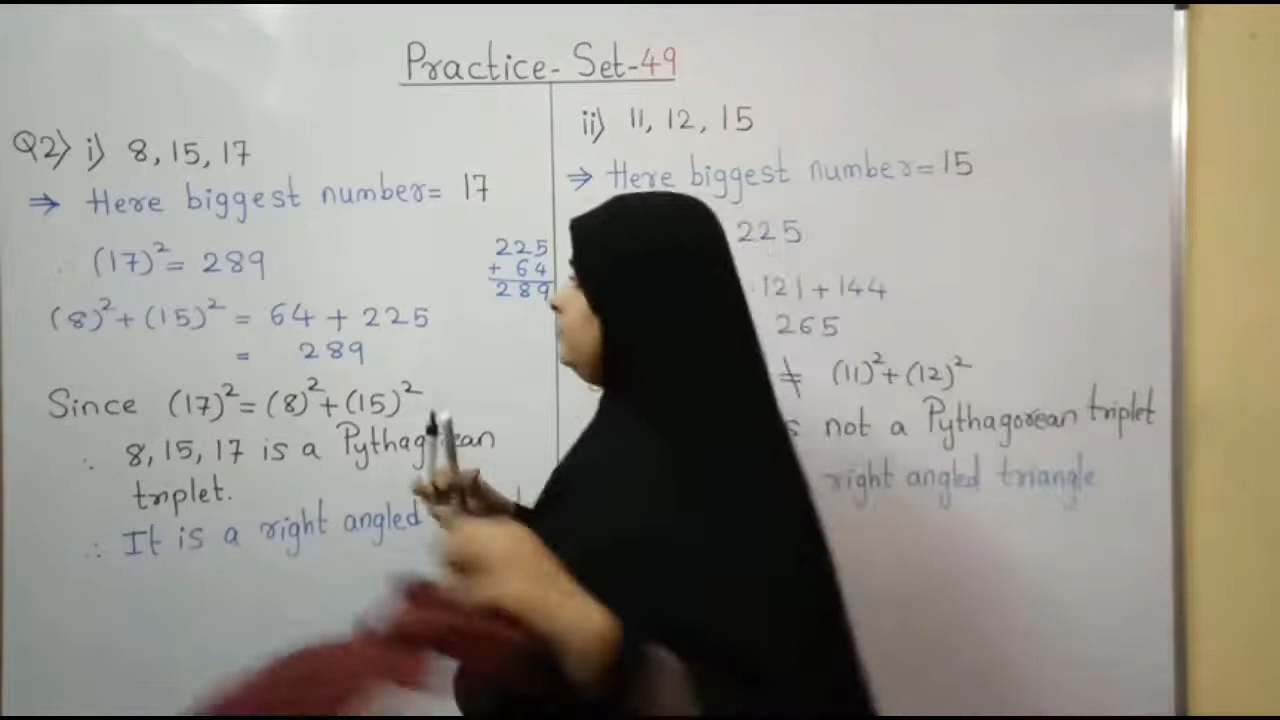 Practice-Set-49
Q2) i) 8, 15, 17
⇒ Here biggest number= 17
(17)²= 289
225
+ 64
289
(8)²+(15)² = 64 + 225
= 289
Since (17)²=(8)²+(15)²
∴ 8, 15, 17 is a Pythagorean
triplet.
∴ It is a right angled
ii) 11, 12, 15
⇒ Here biggest number=15
225
121+144
265
≠ (11)²+(12)²
not a Pythagorean triplet
right angled triangle